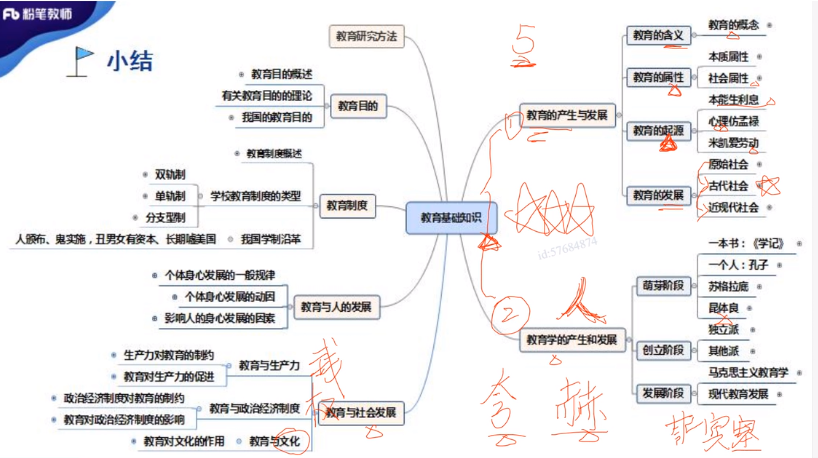 粉笔教师
小结
教育研究方法
教育目的概述
有关教育目的的理论
我国的教育目的
教育目的
教育制度概述
双轨制
单轨制
分支型制
学校教育制度的类型
人颁布、鬼实施，丑男女有资本、长期嘘美国
我国学制沿革
教育制度
个体身心发展的一般规律
个体身心发展的动因
影响人的身心发展的因素
教育与人的发展
生产力对教育的制约
教育对生产力的促进
教育与生产力
政治经济制度对教育的制约
教育对政治经济制度的影响
教育与政治经济制度
教育对文化的作用
教育与文化
教育与社会发展
教育基础知识
5
①
教育的产生与发展
教育的含义
教育的概念
教育的属性
本质属性
社会属性
教育的起源
本能生利息
心理仿孟禄
米凯爱劳动
教育的发展
原始社会
古代社会
近现代社会
id:57684874
②
人
教育学的产生和发展
萌芽阶段
一本书：《学记》
一个人：孔子
苏格拉底
昆体良
创立阶段
独立派
其他派
发展阶段
马克思主义教育学
现代教育发展